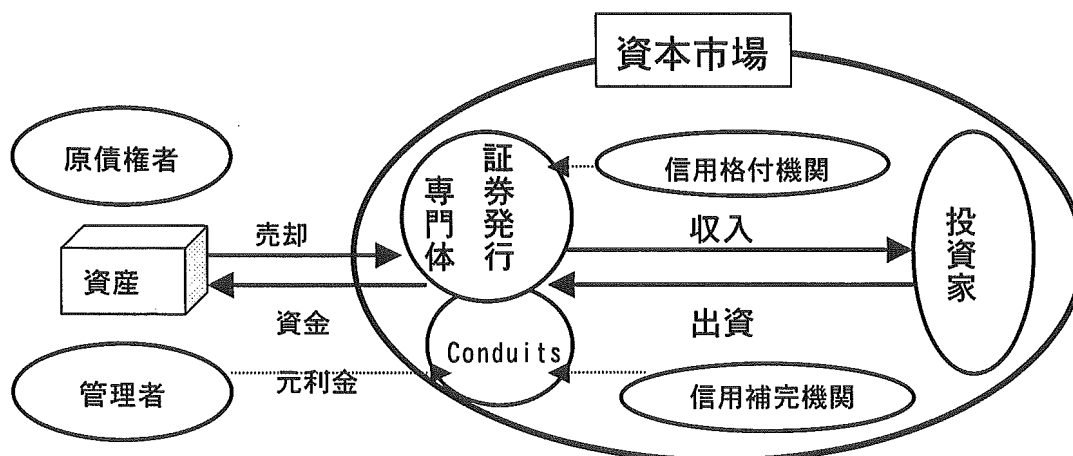 資本市場
原債権者
証券発行
専門体
信用格付機関
売却
収入
投資家
資産
資金
出資
Conduits
元利金
管理者
信用補完機関